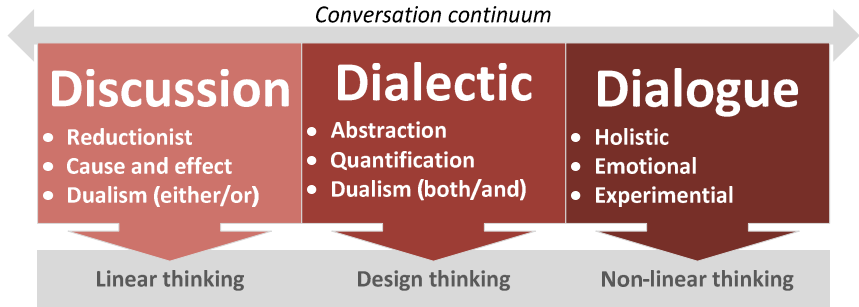 Conversation continuum
Discussion
• Reductionist
• Cause and effect
• Dualism (either/or)
Dialectic
• Abstraction
• Quantification
• Dualism (both/and)
Dialogue
• Holistic
• Emotional
• Experimential
Linear thinking
Design thinking
Non-linear thinking